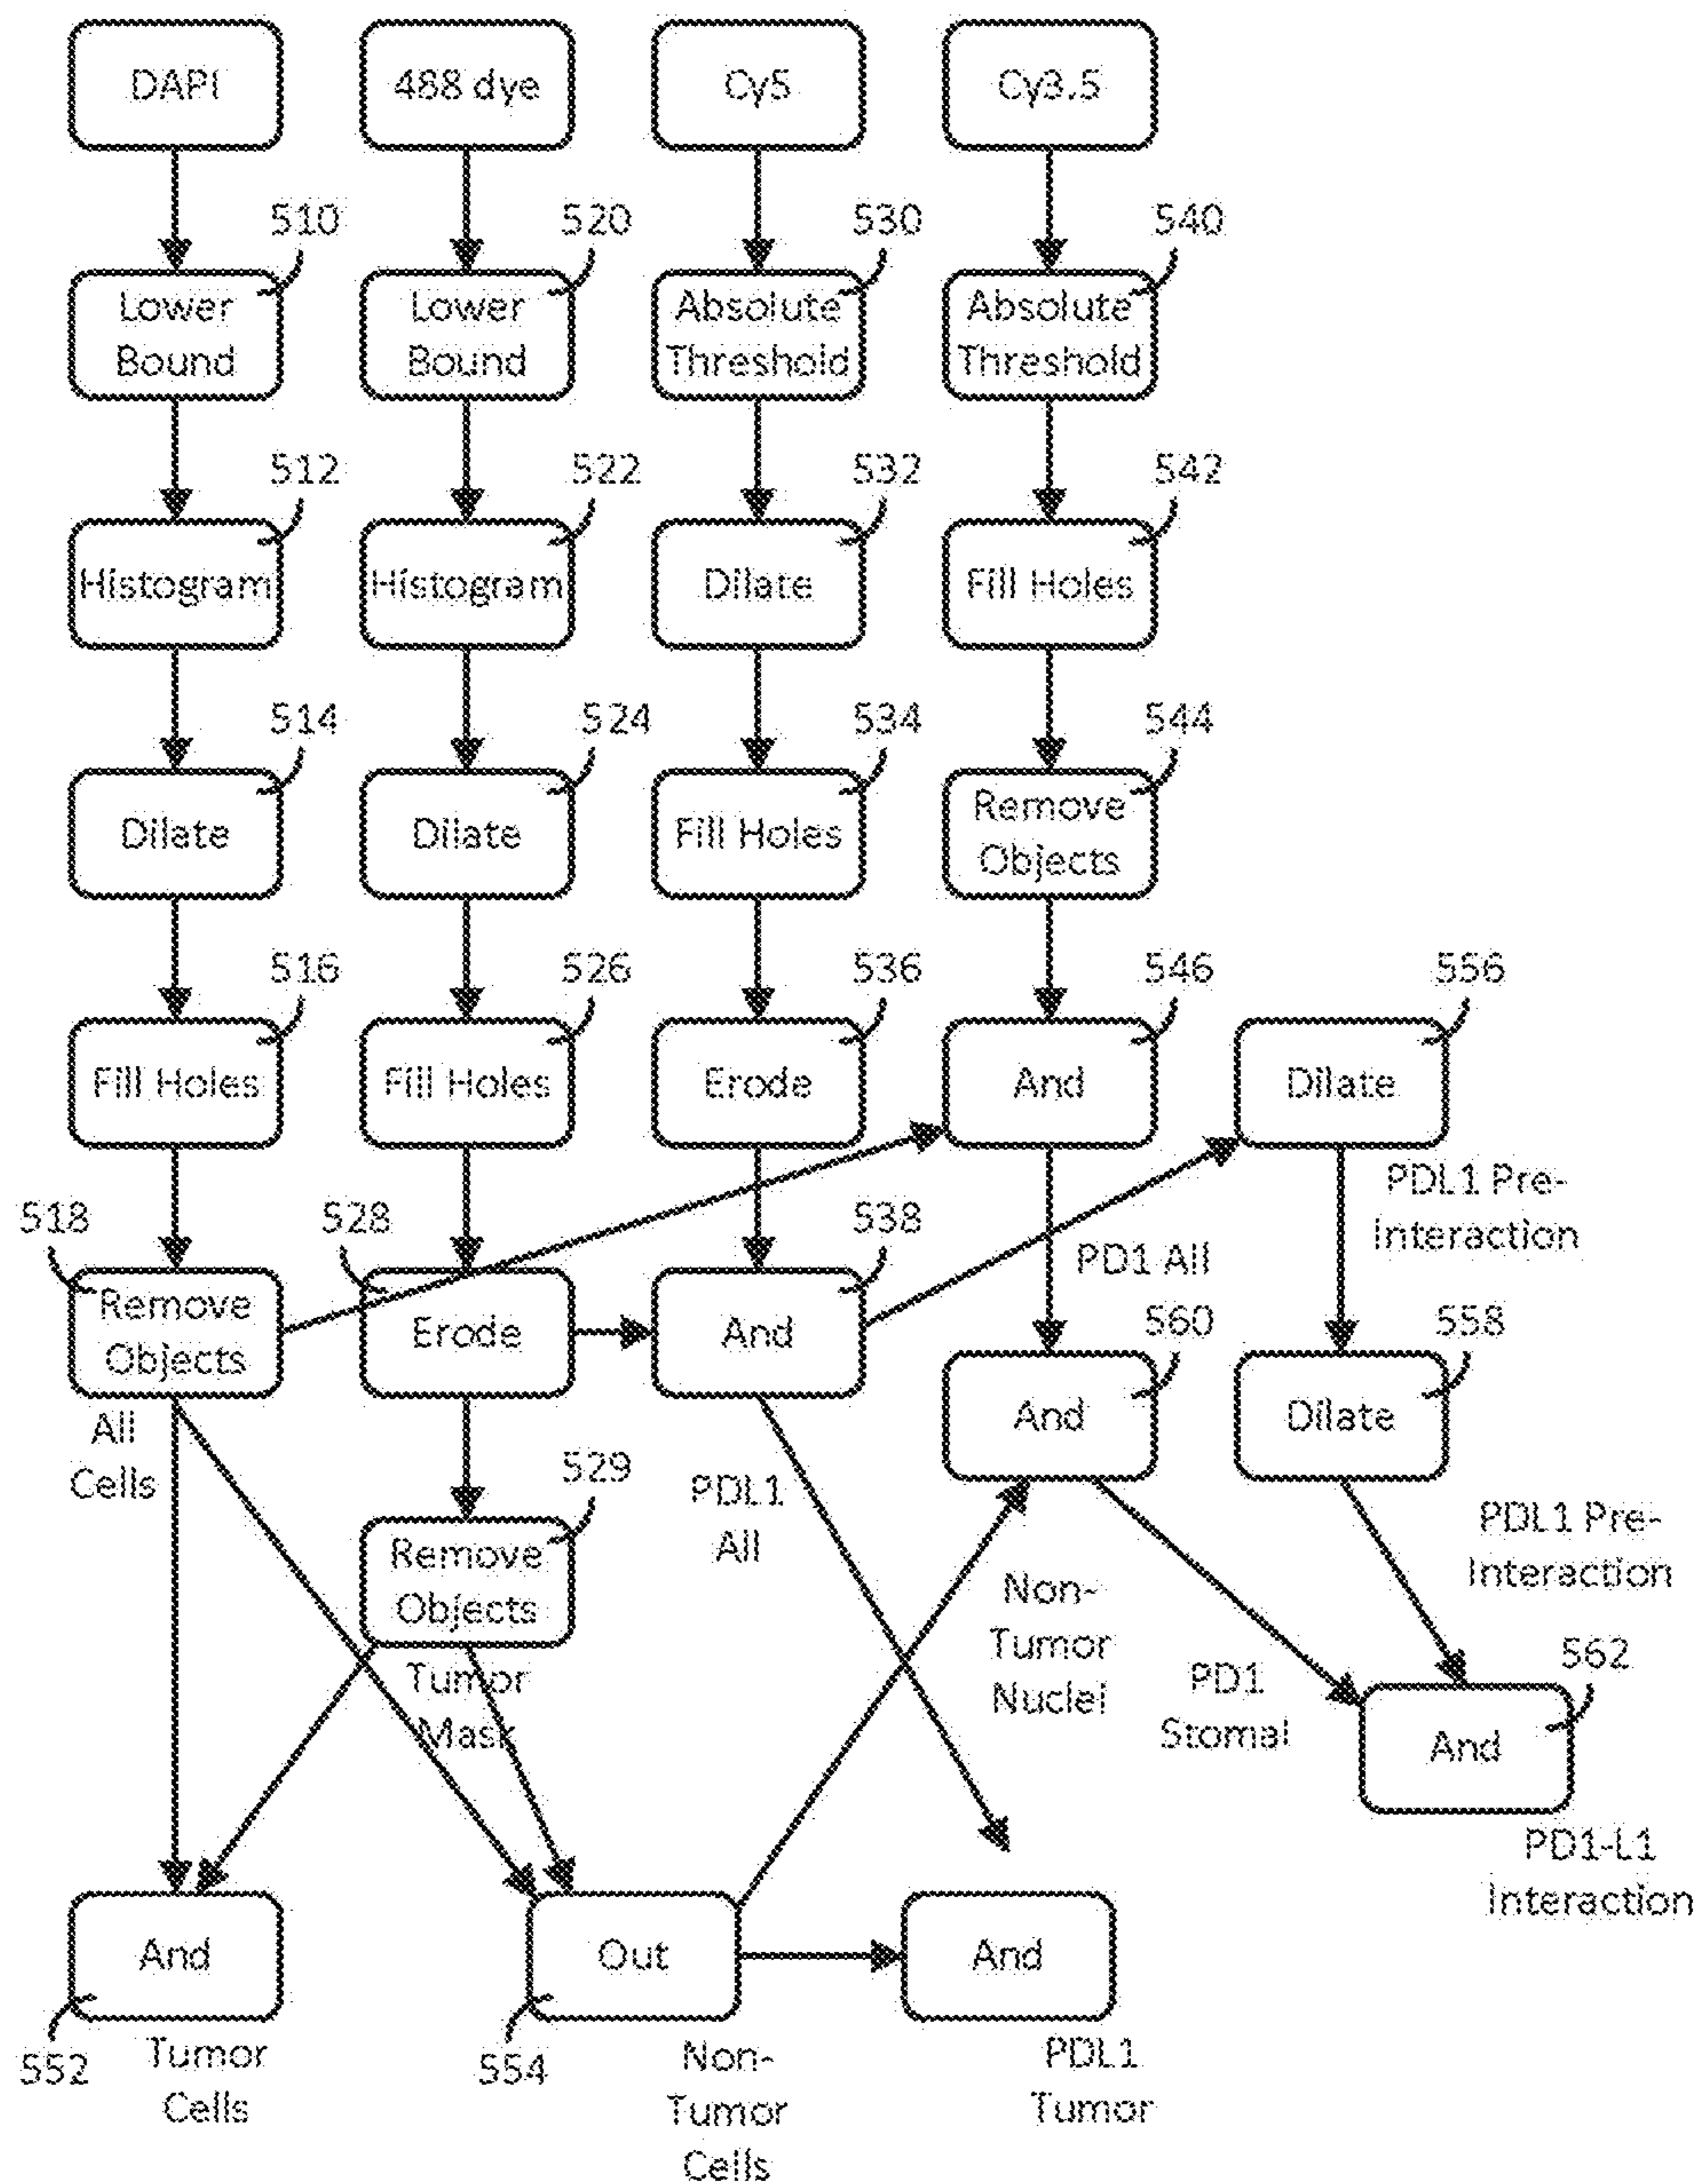 DAPI
488 dye
Cy5
Cy3.5
510
520
530
540
Lower
Bound
Lower
Bound
Absolute
Threshold
Absolute
Threshold
512
522
532
542
Histogram
Histogram
Dilate
Fill Holes
514
524
534
544
Dilate
Dilate
Fill Holes
Remove
Objects
516
526
536
546
556
Fill Holes
Fill Holes
Erode
And
Dilate
518
528
538
PD1 All
PDL1 Pre-
Interaction
Remove
Objects
Erode
And
560
558
All
Cells
And
Dilate
529
PDL1
All
Remove
Objects
Non-
Tumor
Nuclei
PDL1 Pre-
Interaction
Tumor
Mask
PD1
Stomal
562
And
PD1-L1
Interaction
And
Out
And
552
Tumor
Cells
554
Non-
Tumor
Cells
PDL1
Tumor